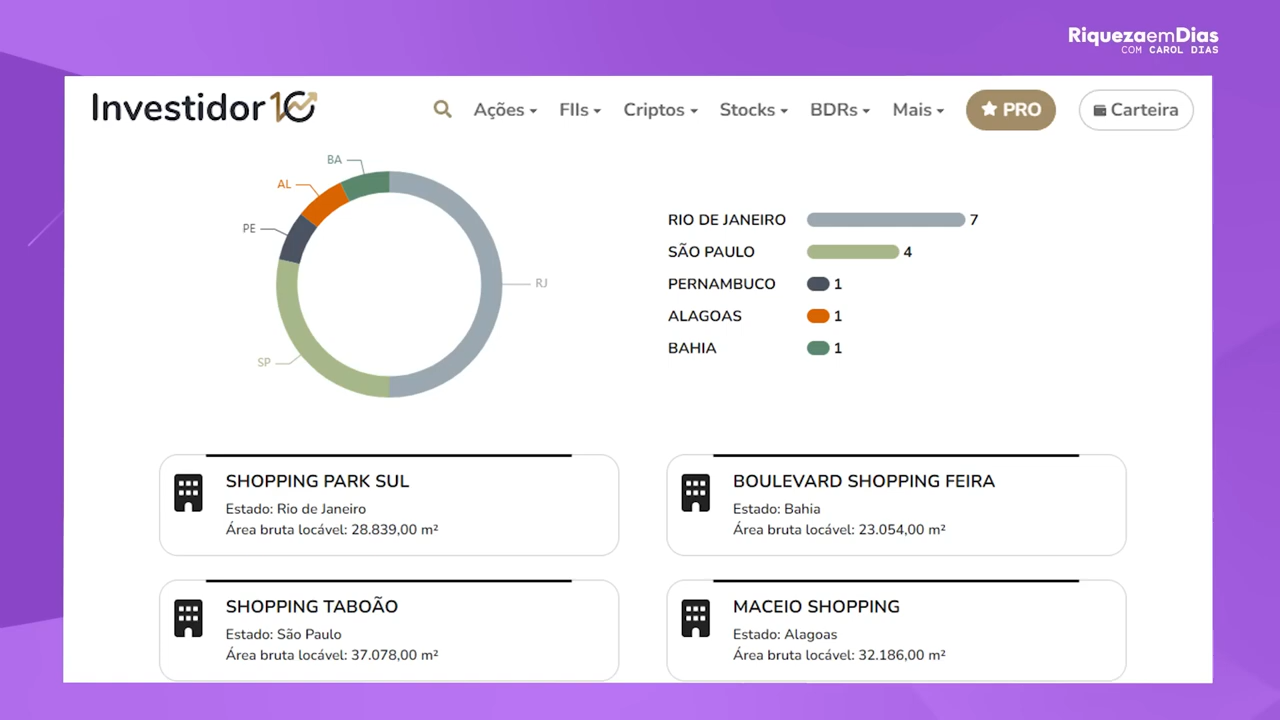 RiquezaemDias
COM CAROL DIAS
Investidor10
Ações
FIIs
Criptos
Stocks
BDRs
Mais
PRO
Carteira
BA
AL
PE
RJ
SP
RIO DE JANEIRO 7
SÃO PAULO 4
PERNAMBUCO 1
ALAGOAS 1
BAHIA 1
SHOPPING PARK SUL
Estado: Rio de Janeiro
Área bruta locável: 28.839,00 m²
BOULEVARD SHOPPING FEIRA
Estado: Bahia
Área bruta locável: 23.054,00 m²
SHOPPING TABOÃO
Estado: São Paulo
Área bruta locável: 37.078,00 m²
MACEIO SHOPPING
Estado: Alagoas
Área bruta locável: 32.186,00 m²